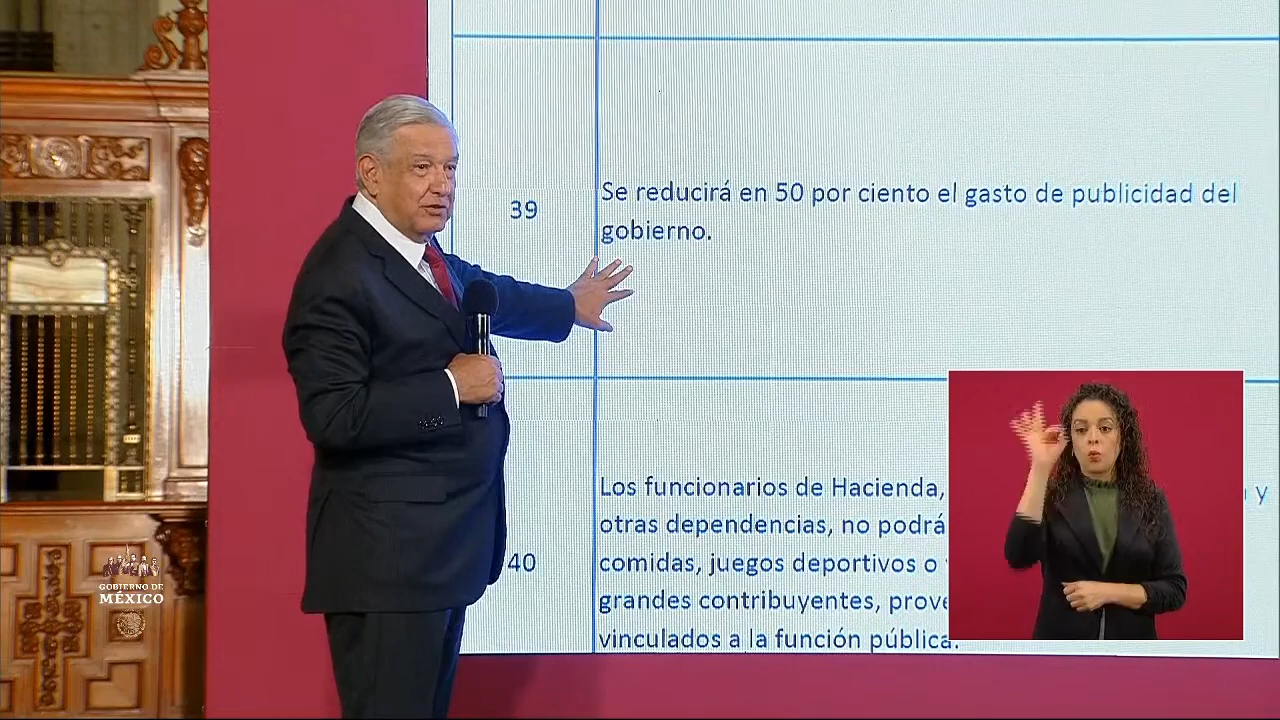 39
Se reducirá en 50 por ciento el gasto de publicidad del
gobierno.
40
Los funcionarios de Hacienda, y
otras dependencias, no podrá
comidas, juegos deportivos o
grandes contribuyentes, prove
vinculados a la función pública.
GOBIERNO DE
MÉXICO